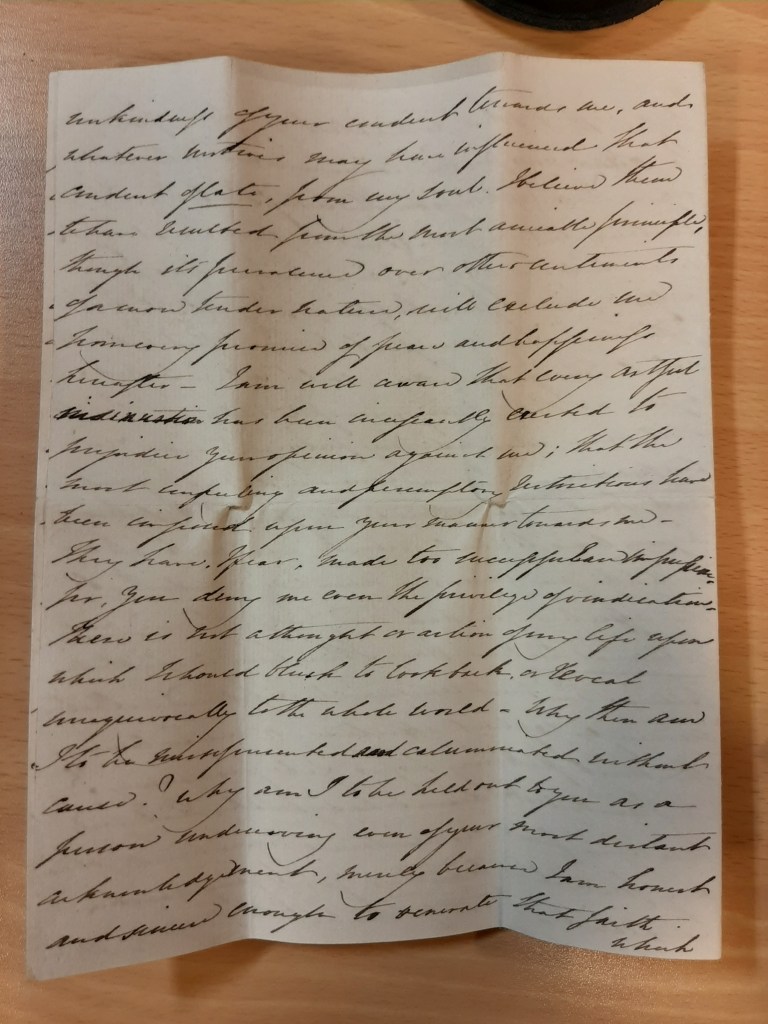 unkindness of your conduct towards me, and
whatever motives may have influenced that
conduct of late, from my soul I believe them
to have resulted from the most amiable principle,
though its prevalence over other sentiments
of a more tender nature, will exclude me
from every promise of peace and happiness
hereafter – I am well aware that every artful
insinuation has been incessantly exerted to
prejudice your opinion against me; that the
most unfeeling and peremptory restrictions have
been imposed upon your manner towards me –
They have, I fear, made too successful an impression,
for, you deny me even the privilege of vindication –
There is not a thought or action of my life upon
which I should blush to look back, or reveal
unequivocally to the whole world – Why then am
I to be misrepresented and calumniated without
cause? Why am I to be held out to you as a
person undeserving even of your most distant
acknowledgement, merely because I am honest
and sincere enough to venerate that faith
which